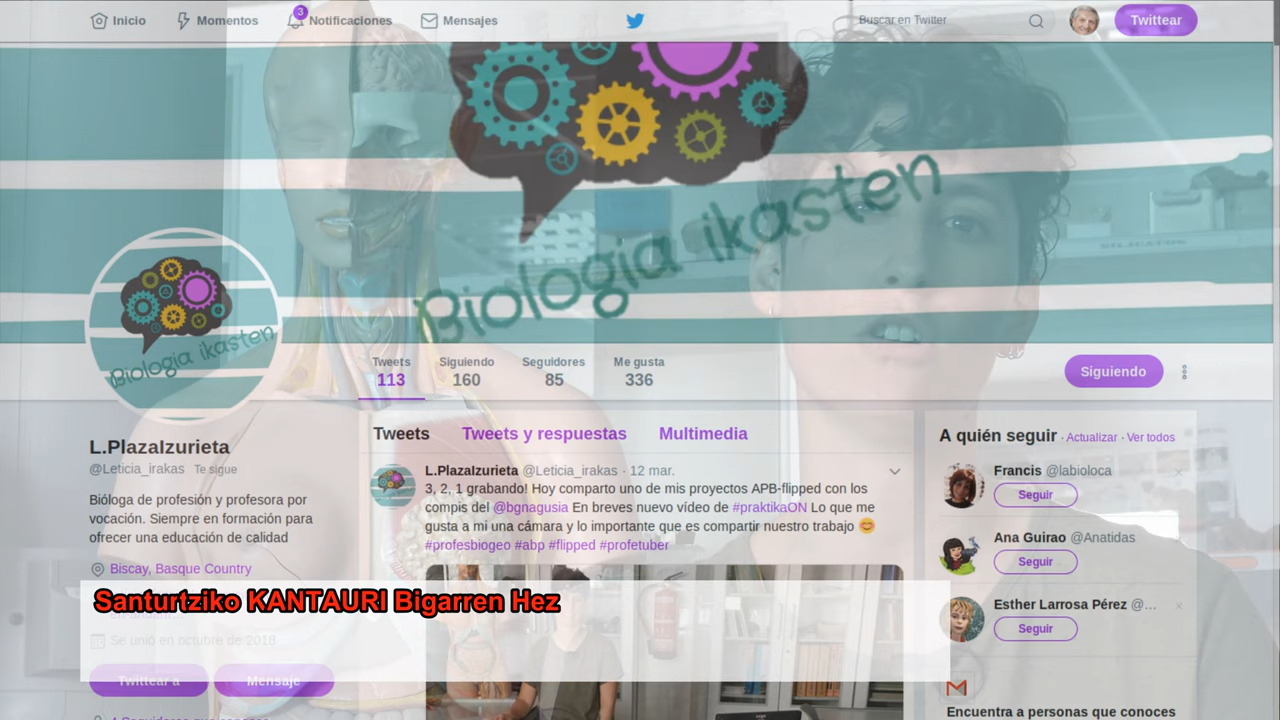 Inicio
Momentos
3
Notificaciones
Mensajes
Buscar en Twitter
Twittear
Biologia ikasten
Biologia ikasten
Tweets
113
Siguiendo
160
Seguidores
85
Me gusta
336
Siguiendo
L.PlazaIzurieta
@Leticia_irakas Te sigue
Bióloga de profesión y profesora por
vocación. Siempre en formación para
ofrecer una educación de calidad
Biscay, Basque Country
Se unió en octubre de 2018
Twittear a
Mensaje
Tweets
Tweets y respuestas
Multimedia
L.PlazaIzurieta @Leticia_irakas · 12 mar.
3, 2, 1 grabando! Hoy comparto uno de mis proyectos APB-flipped con los
compis del @bgnagusia En breves nuevo vídeo de #praktikaON Lo que me
gusta a mi una cámara y lo importante que es compartir nuestro trabajo 😊
#profesbiogeo #abp #flipped #profetuber
A quién seguir · Actualizar · Ver todos
Francis @labioloca
Seguir
Ana Guirao @Anatidas
Seguir
Esther Larrosa Pérez @...
Seguir
Encuentra a personas que conoces
Santurtziko KANTAURI Bigarren Hez